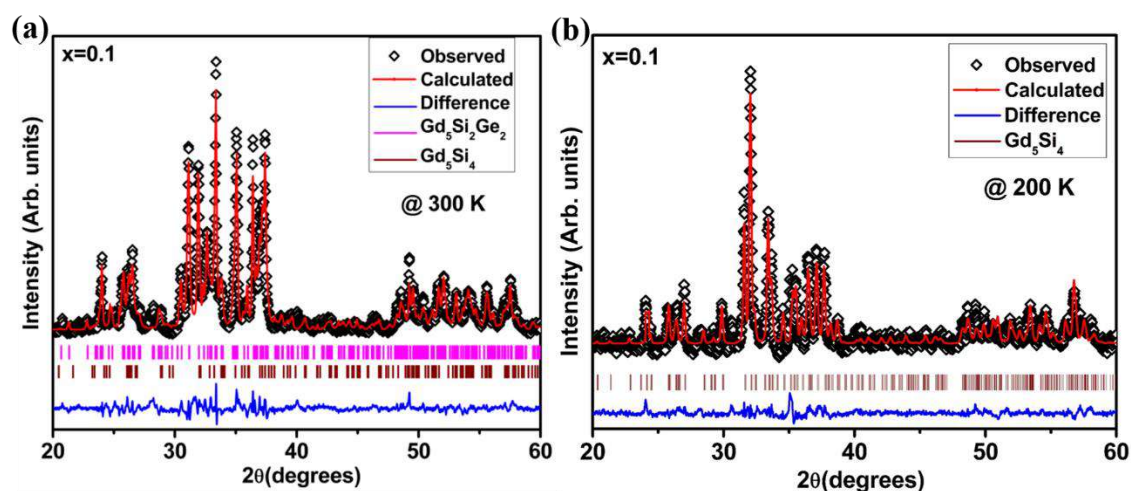 (a)
x=0.1
Observed
Calculated
Difference
Gd₅Si₂Ge₂
Gd₅Si₄
@ 300 K
Intensity (Arb. units)
20 30 40 50 60
2θ(degrees)
(b)
x=0.1
Observed
Calculated
Difference
Gd₅Si₄
@ 200 K
Intensity (Arb. units)
20 30 40 50 60
2θ(degrees)